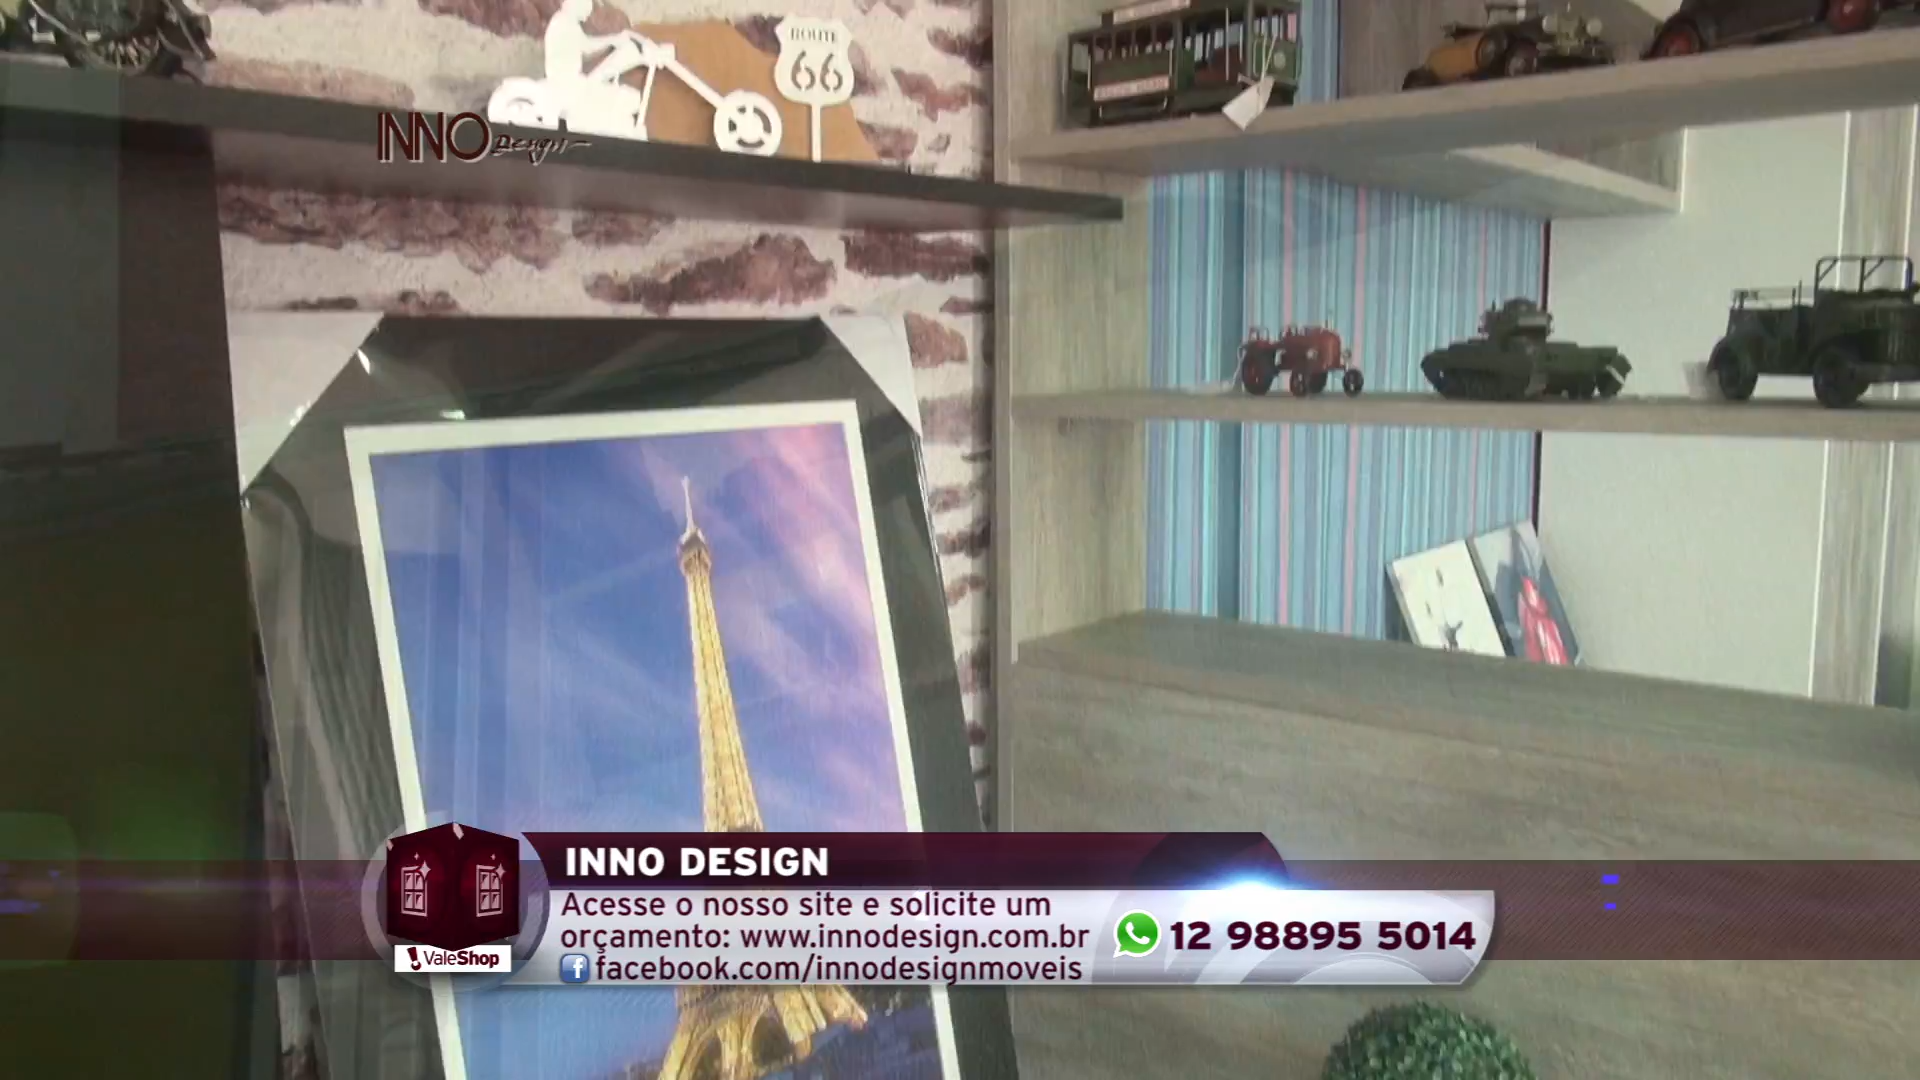 ROUTE
66
INNO Design
INNO DESIGN
Acesse o nosso site e solicite um
orçamento: www.innodesign.com.br
facebook.com/innodesignmoveis
12 98895 5014
ValeShop